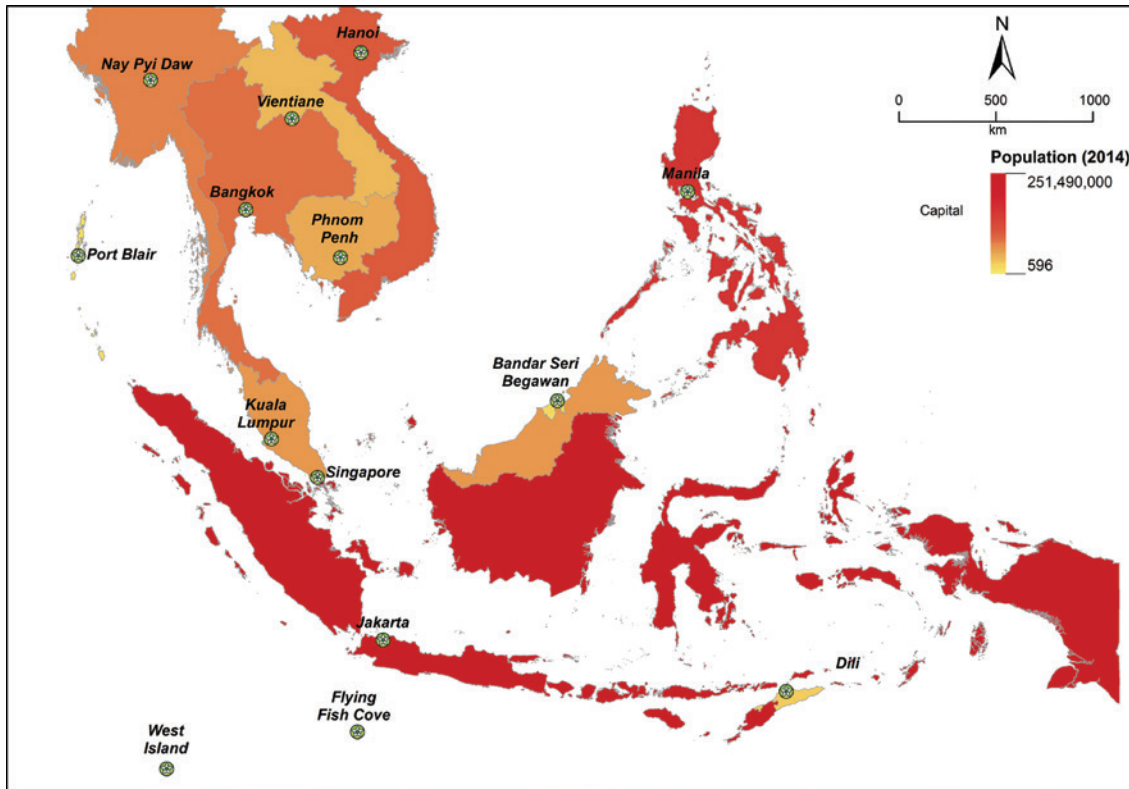 Hanoi
Nay Pyi Daw
Vientiane
Bangkok
Phnom
Penh
Port Blair
Manila
N
0
500
1000
km
Population (2014)
251,490,000
Capital
596
Bandar Seri
Begawan
Kuala
Lumpur
Singapore
Jakarta
Dili
Flying
Fish Cove
West
Island